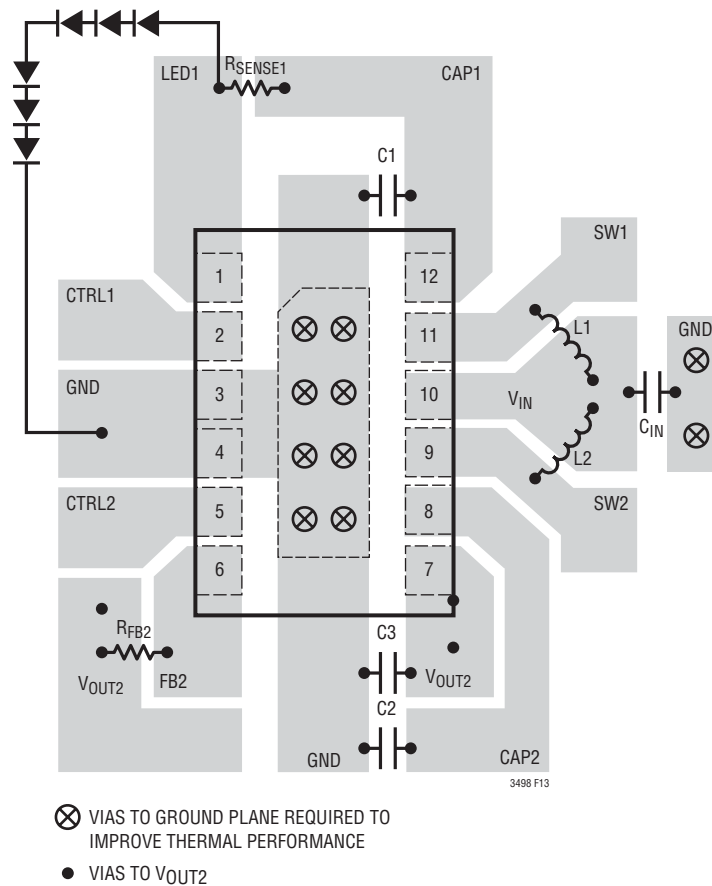 LED1
RSENSE1
CAP1
C1
SW1
1
12
CTRL1
2
11
L1
GND
GND
3
10
VIN
CIN
4
9
L2
CTRL2
5
8
SW2
6
7
RFB2
C3
VOUT2
FB2
VOUT2
C2
GND
CAP2
3498 F13
VIAS TO GROUND PLANE REQUIRED TO
IMPROVE THERMAL PERFORMANCE
VIAS TO VOUT2